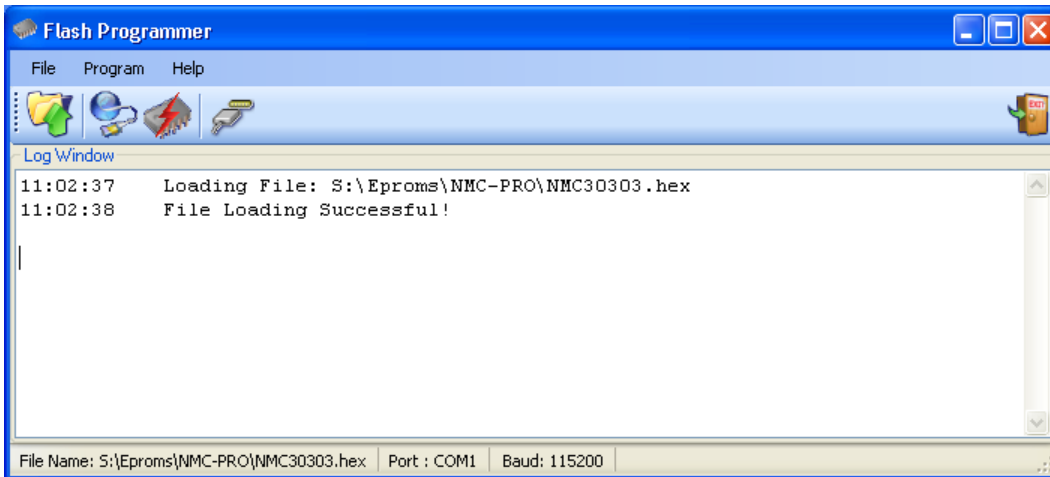 Flash Programmer
File Program Help
EXIT
Log Window
11:02:37 Loading File: S:\Eproms\NMC-PRO\NMC30303.hex
11:02:38 File Loading Successful!
File Name: S:\Eproms\NMC-PRO\NMC30303.hex Port : COM1 Baud: 115200